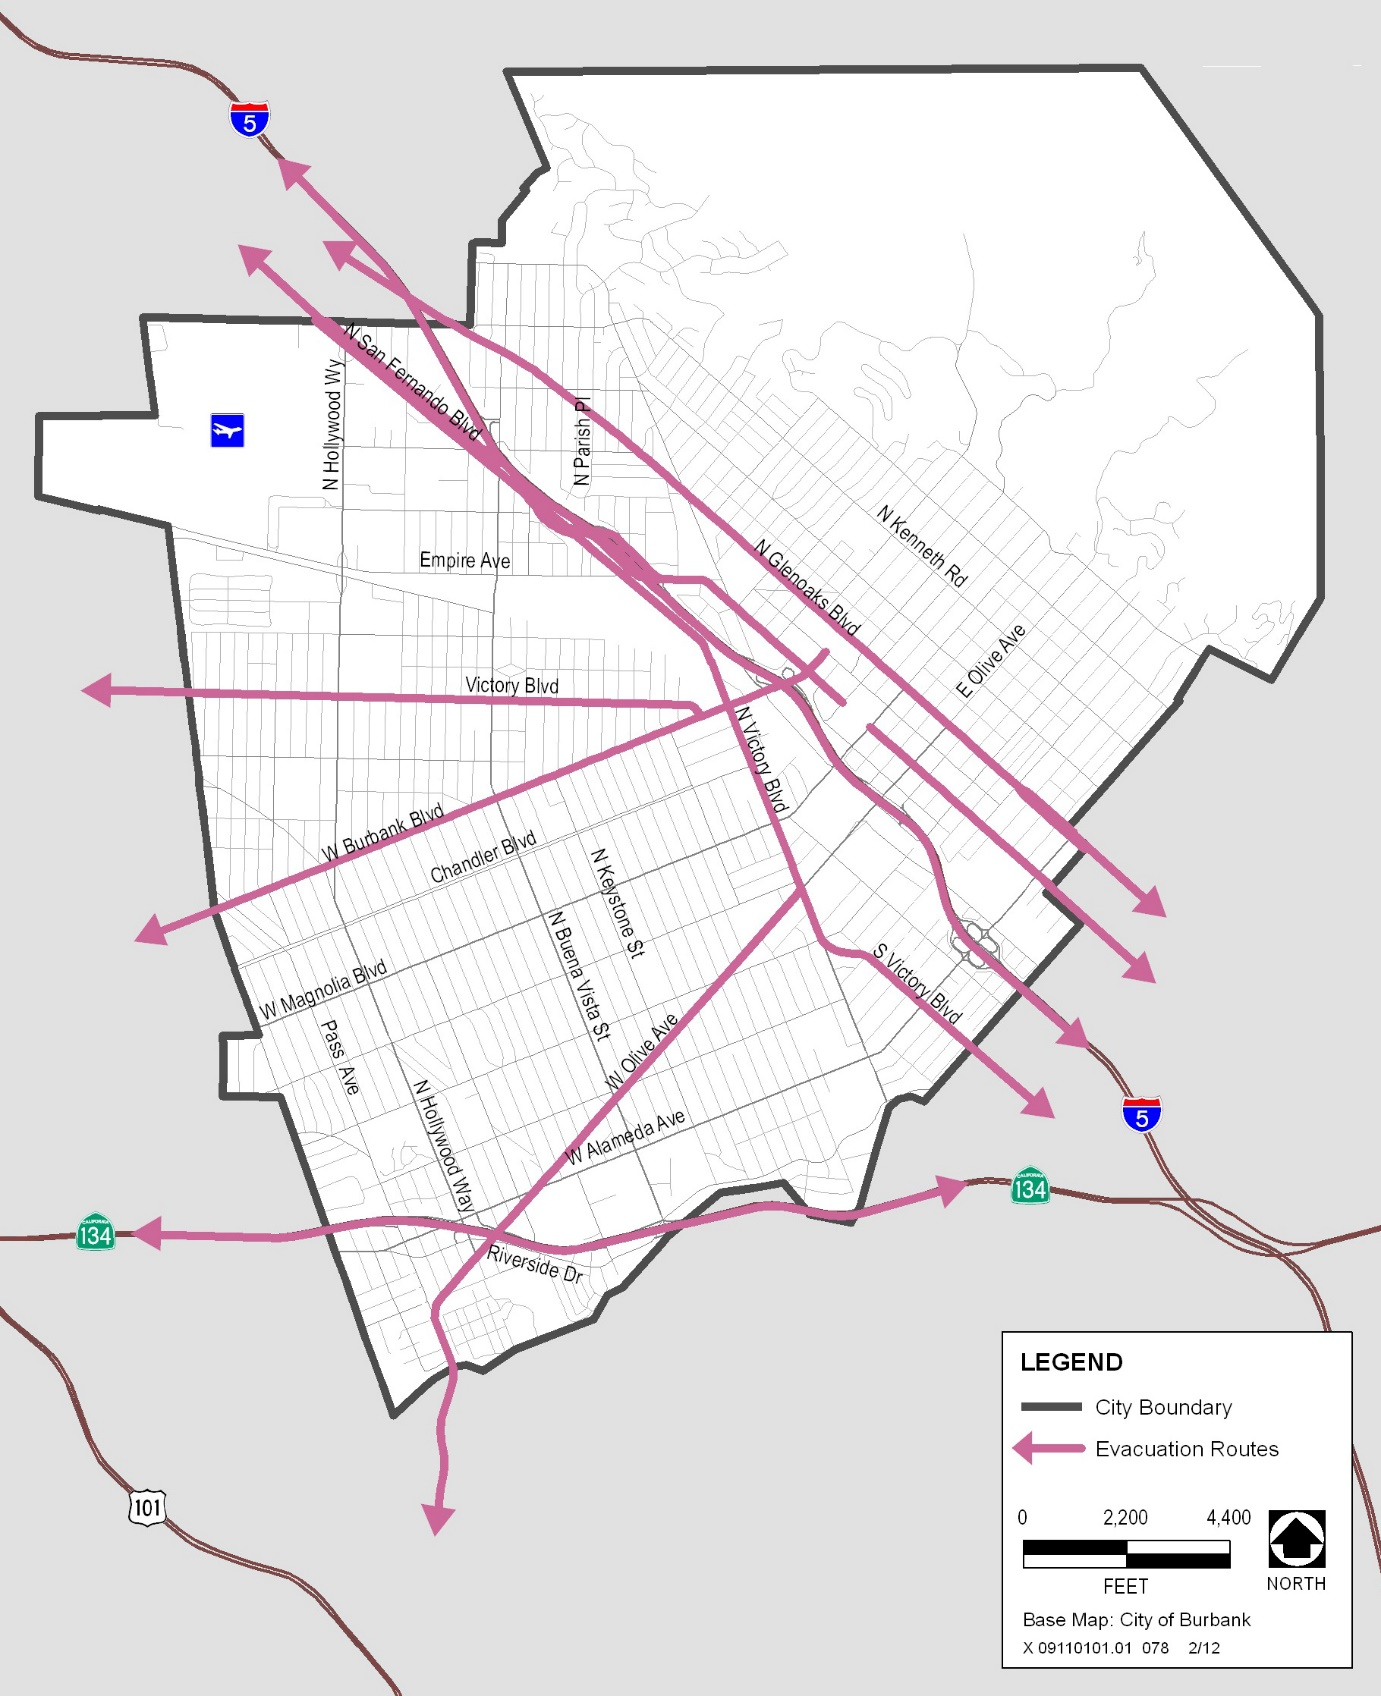 5
N San Fernando Blvd
N Hollywood Wy
N Parish Pl
N Kenneth Rd
Empire Ave
N Glenoaks Blvd
E Olive Ave
Victory Blvd
N Victory Blvd
W Burbank Blvd
Chandler Blvd
N Keystone St
N Buena Vista St
S Victory Blvd
W Magnolia Blvd
Pass Ave
W Olive Ave
N Hollywood Way
W Alameda Ave
5
CALIFORNIA
134
CALIFORNIA
134
Riverside Dr
101
LEGEND
City Boundary
Evacuation Routes
0 2,200 4,400
FEET
NORTH
Base Map: City of Burbank
X 09110101.01 078 2/12